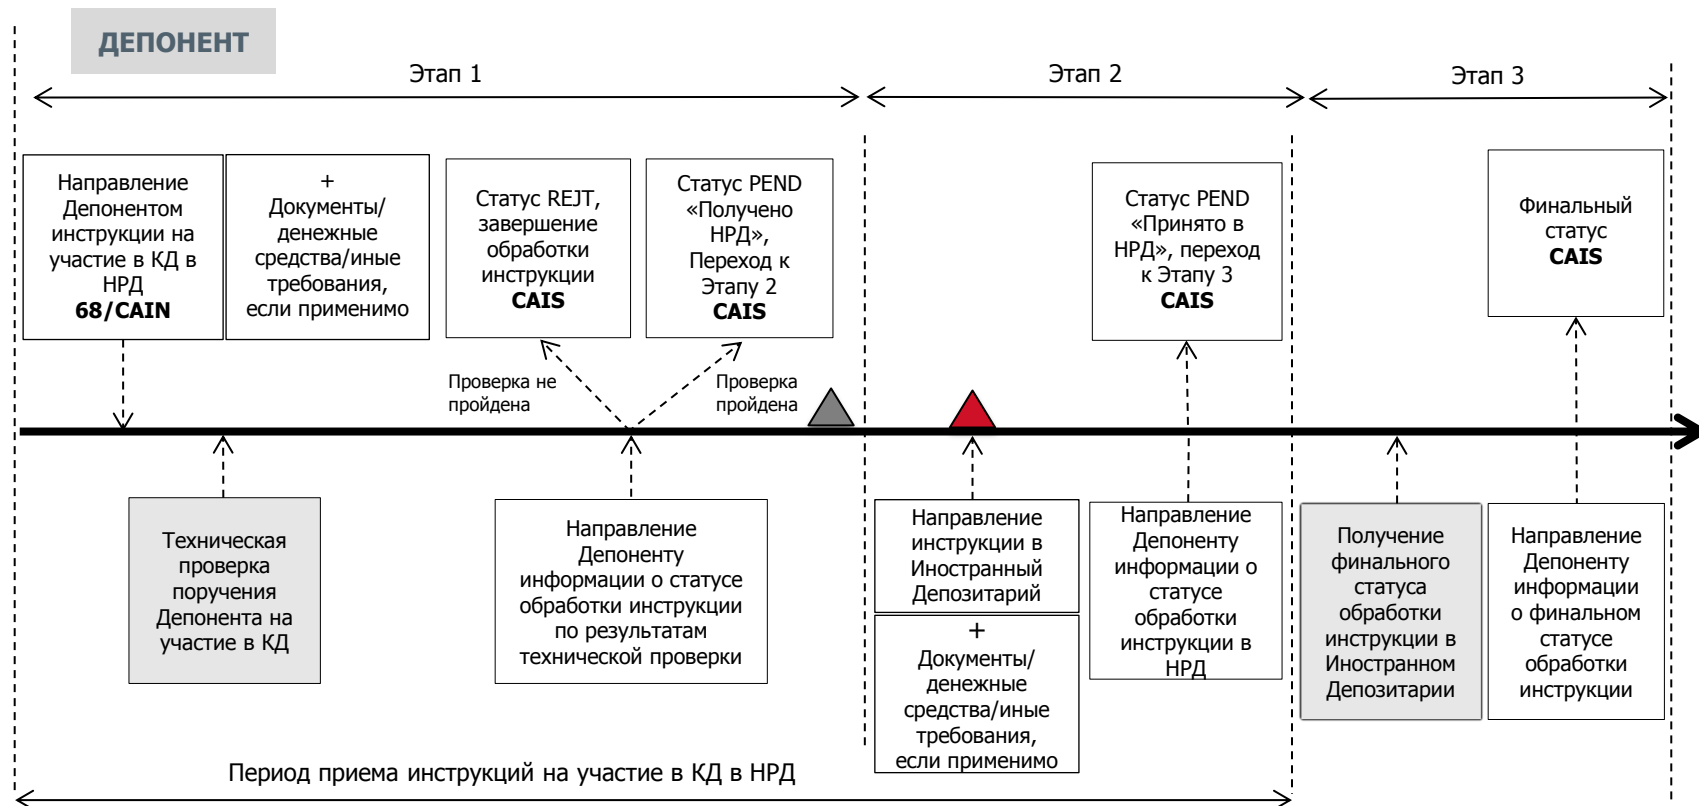 ДЕПОНЕНТ
Этап 1
Этап 2
Этап 3
Направление
Депонентом
инструкции на
участие в КД в
НРД
68/CAIN
+
Документы/
денежные
средства/иные
требования,
если применимо
Статус REJT,
завершение
обработки
инструкции
CAIS
Статус PEND
«Получено
НРД»,
Переход к
Этапу 2
CAIS
Статус PEND
«Принято в
НРД», переход
к Этапу 3
CAIS
Финальный
статус
CAIS
Проверка не
пройдена
Проверка
пройдена
Техническая
проверка
поручения
Депонента на
участие в КД
Направление
Депоненту
информации о статусе
обработки инструкции
по результатам
технической проверки
Направление
инструкции в
Иностранный
Депозитарий
+
Документы/
денежные
средства/иные
требования,
если применимо
Направление
Депоненту
информации о
статусе
обработки
инструкции в
НРД
Получение
финального
статуса
обработки
инструкции в
Иностранном
Депозитарии
Направление
Депоненту
информации
о финальном
статусе
обработки
инструкции
Период приема инструкций на участие в КД в НРД